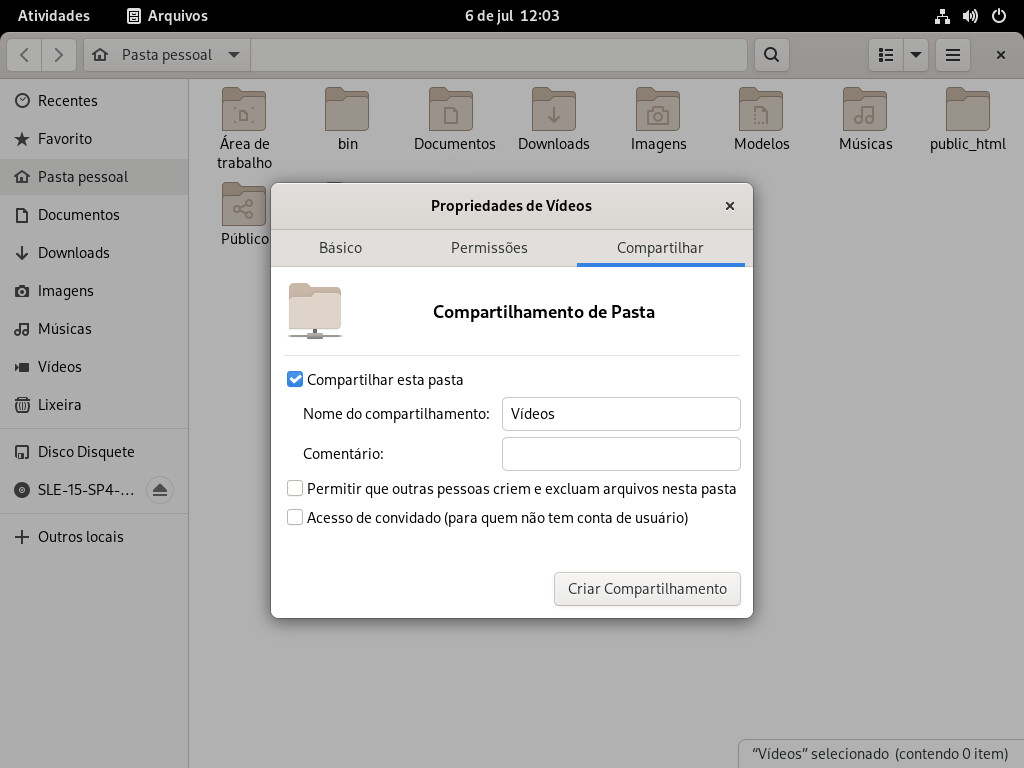 Atividades
Arquivos
6 de jul 12:03
Pasta pessoal
Recentes
Favorito
Pasta pessoal
Documentos
Downloads
Imagens
Músicas
Vídeos
Lixeira
Disco Disquete
SLE-15-SP4-...
Outros locais
Área de
trabalho
bin
Documentos
Downloads
Imagens
Modelos
Músicas
public_html
Público
Propriedades de Vídeos
Básico
Permissões
Compartilhar
Compartilhamento de Pasta
Compartilhar esta pasta
Nome do compartilhamento: Vídeos
Comentário:
Permitir que outras pessoas criem e excluam arquivos nesta pasta
Acesso de convidado (para quem não tem conta de usuário)
Criar Compartilhamento
“Vídeos” selecionado (contendo 0 item)